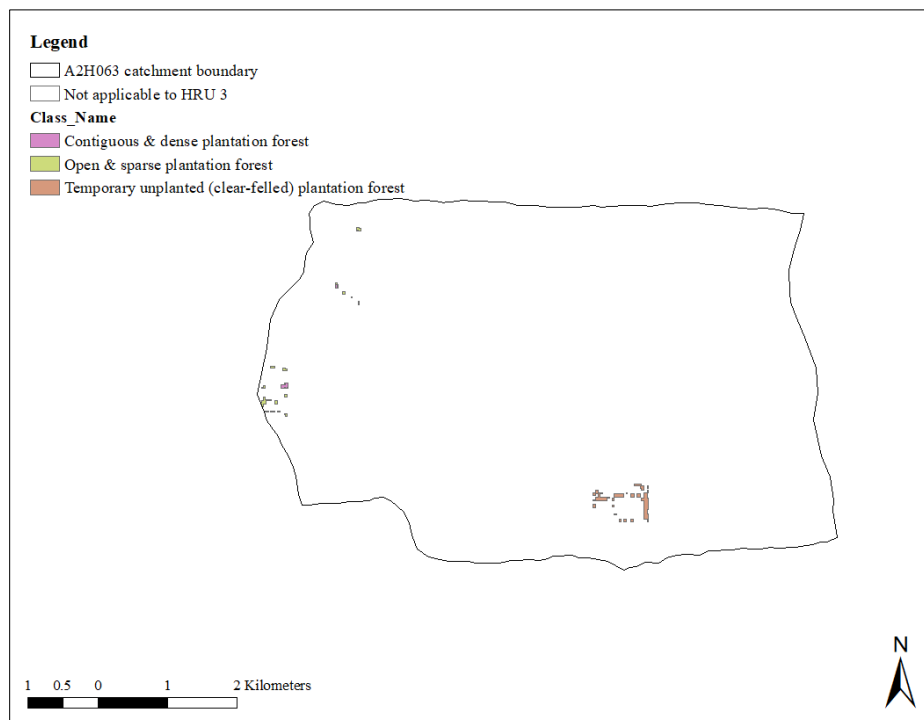 Legend
A2H063 catchment boundary
Not applicable to HRU 3
Class_Name
Contiguous & dense plantation forest
Open & sparse plantation forest
Temporary unplanted (clear-felled) plantation forest
N
1 0.5 0 1 2 Kilometers